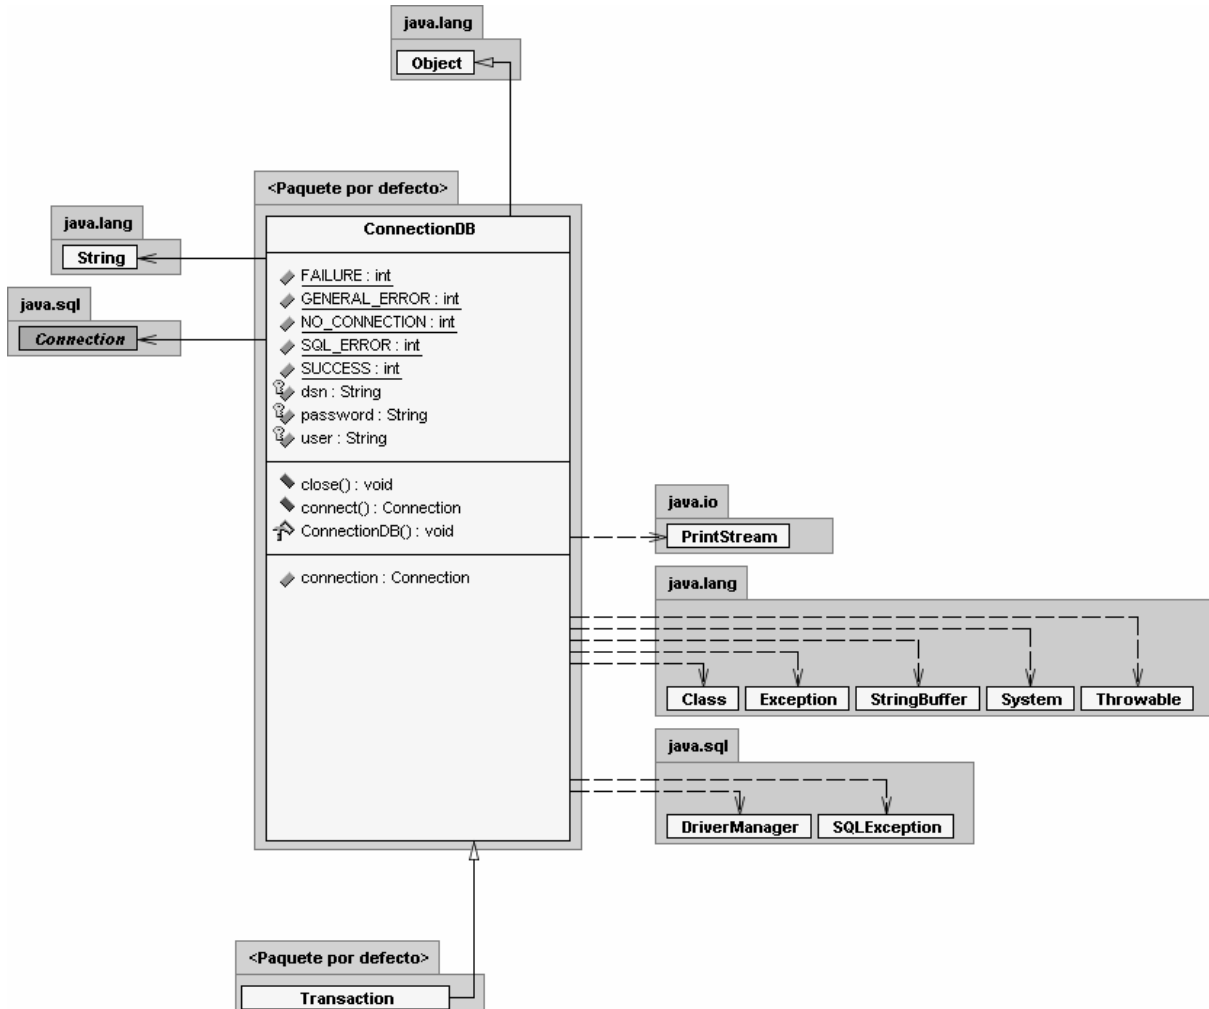 java.lang
Object
<Paquete por defecto>
ConnectionDB
java.lang
String
java.sql
Connection
FAILURE : int
GENERAL_ERROR : int
NO_CONNECTION : int
SQL_ERROR : int
SUCCESS : int
dsn : String
password : String
user : String
close() : void
connect() : Connection
ConnectionDB() : void
connection : Connection
java.io
PrintStream
java.lang
Class Exception StringBuffer System Throwable
java.sql
DriverManager SQLException
<Paquete por defecto>
Transaction